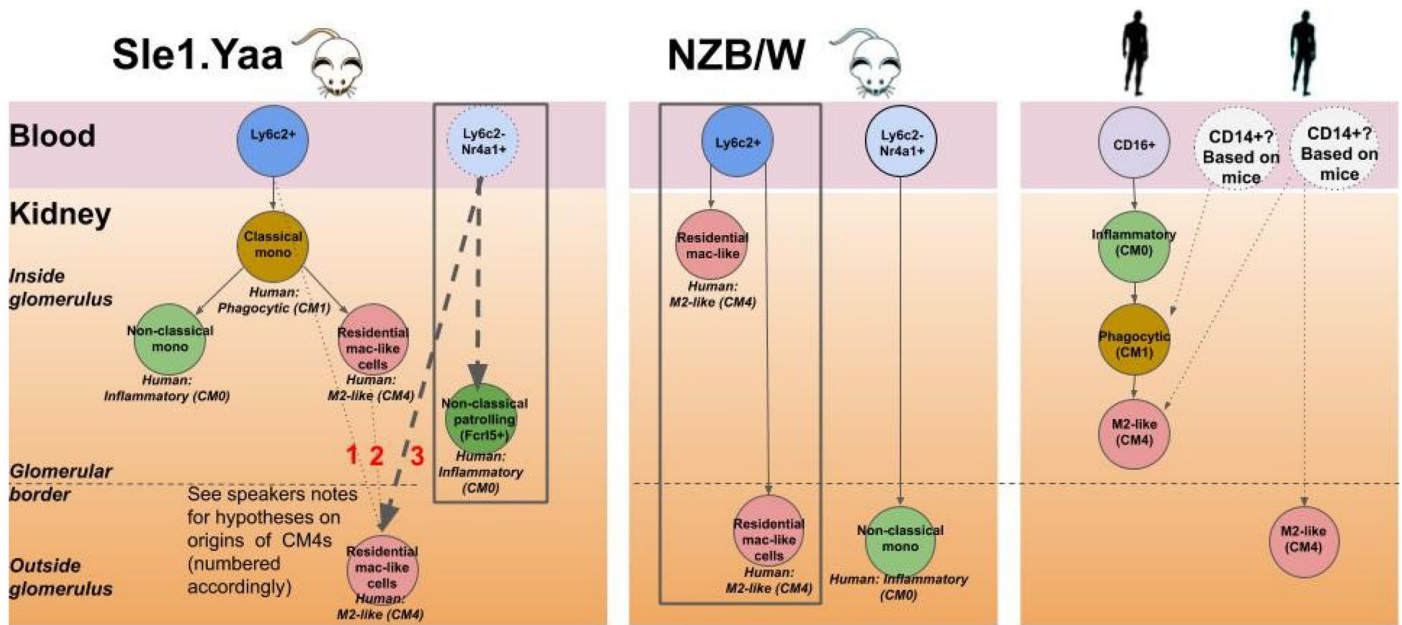 Sle1.Yaa
NZB/W
Blood
Ly6c2+
Ly6c2-
Nr4a1+
Ly6c2+
Ly6c2-
Nr4a1+
CD16+
CD14+?
Based on
mice
CD14+?
Based on
mice
Kidney
Inside
glomerulus
Classical
mono
Human:
Phagocytic (CM1)
Non-classical
mono
Human:
Inflammatory (CM0)
Residential
mac-like
cells
Human:
M2-like (CM4)
Non-classical
patrolling
(Fcrl5+)
Human:
Inflammatory
(CM0)
1
2
3
Glomerular
border
See speakers notes
for hypotheses on
origins of CM4s
(numbered
accordingly)
Outside
glomerulus
Residential
mac-like
cells
Human:
M2-like (CM4)
Residential
mac-like
Human:
M2-like (CM4)
Residential
mac-like
cells
Human:
M2-like (CM4)
Non-classical
mono
Human: Inflammatory
(CM0)
Inflammatory
(CM0)
Phagocytic
(CM1)
M2-like
(CM4)
M2-like
(CM4)